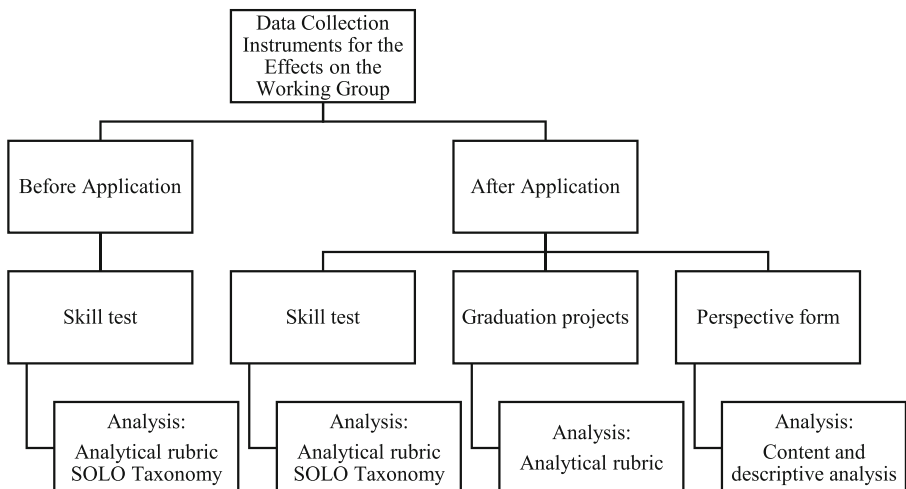 Data Collection
Instruments for the
Effects on the
Working Group
Before Application
After Application
Skill test
Skill test
Graduation projects
Perspective form
Analysis:
Analytical rubric
SOLO Taxonomy
Analysis:
Analytical rubric
SOLO Taxonomy
Analysis:
Analytical rubric
Analysis:
Content and
descriptive analysis